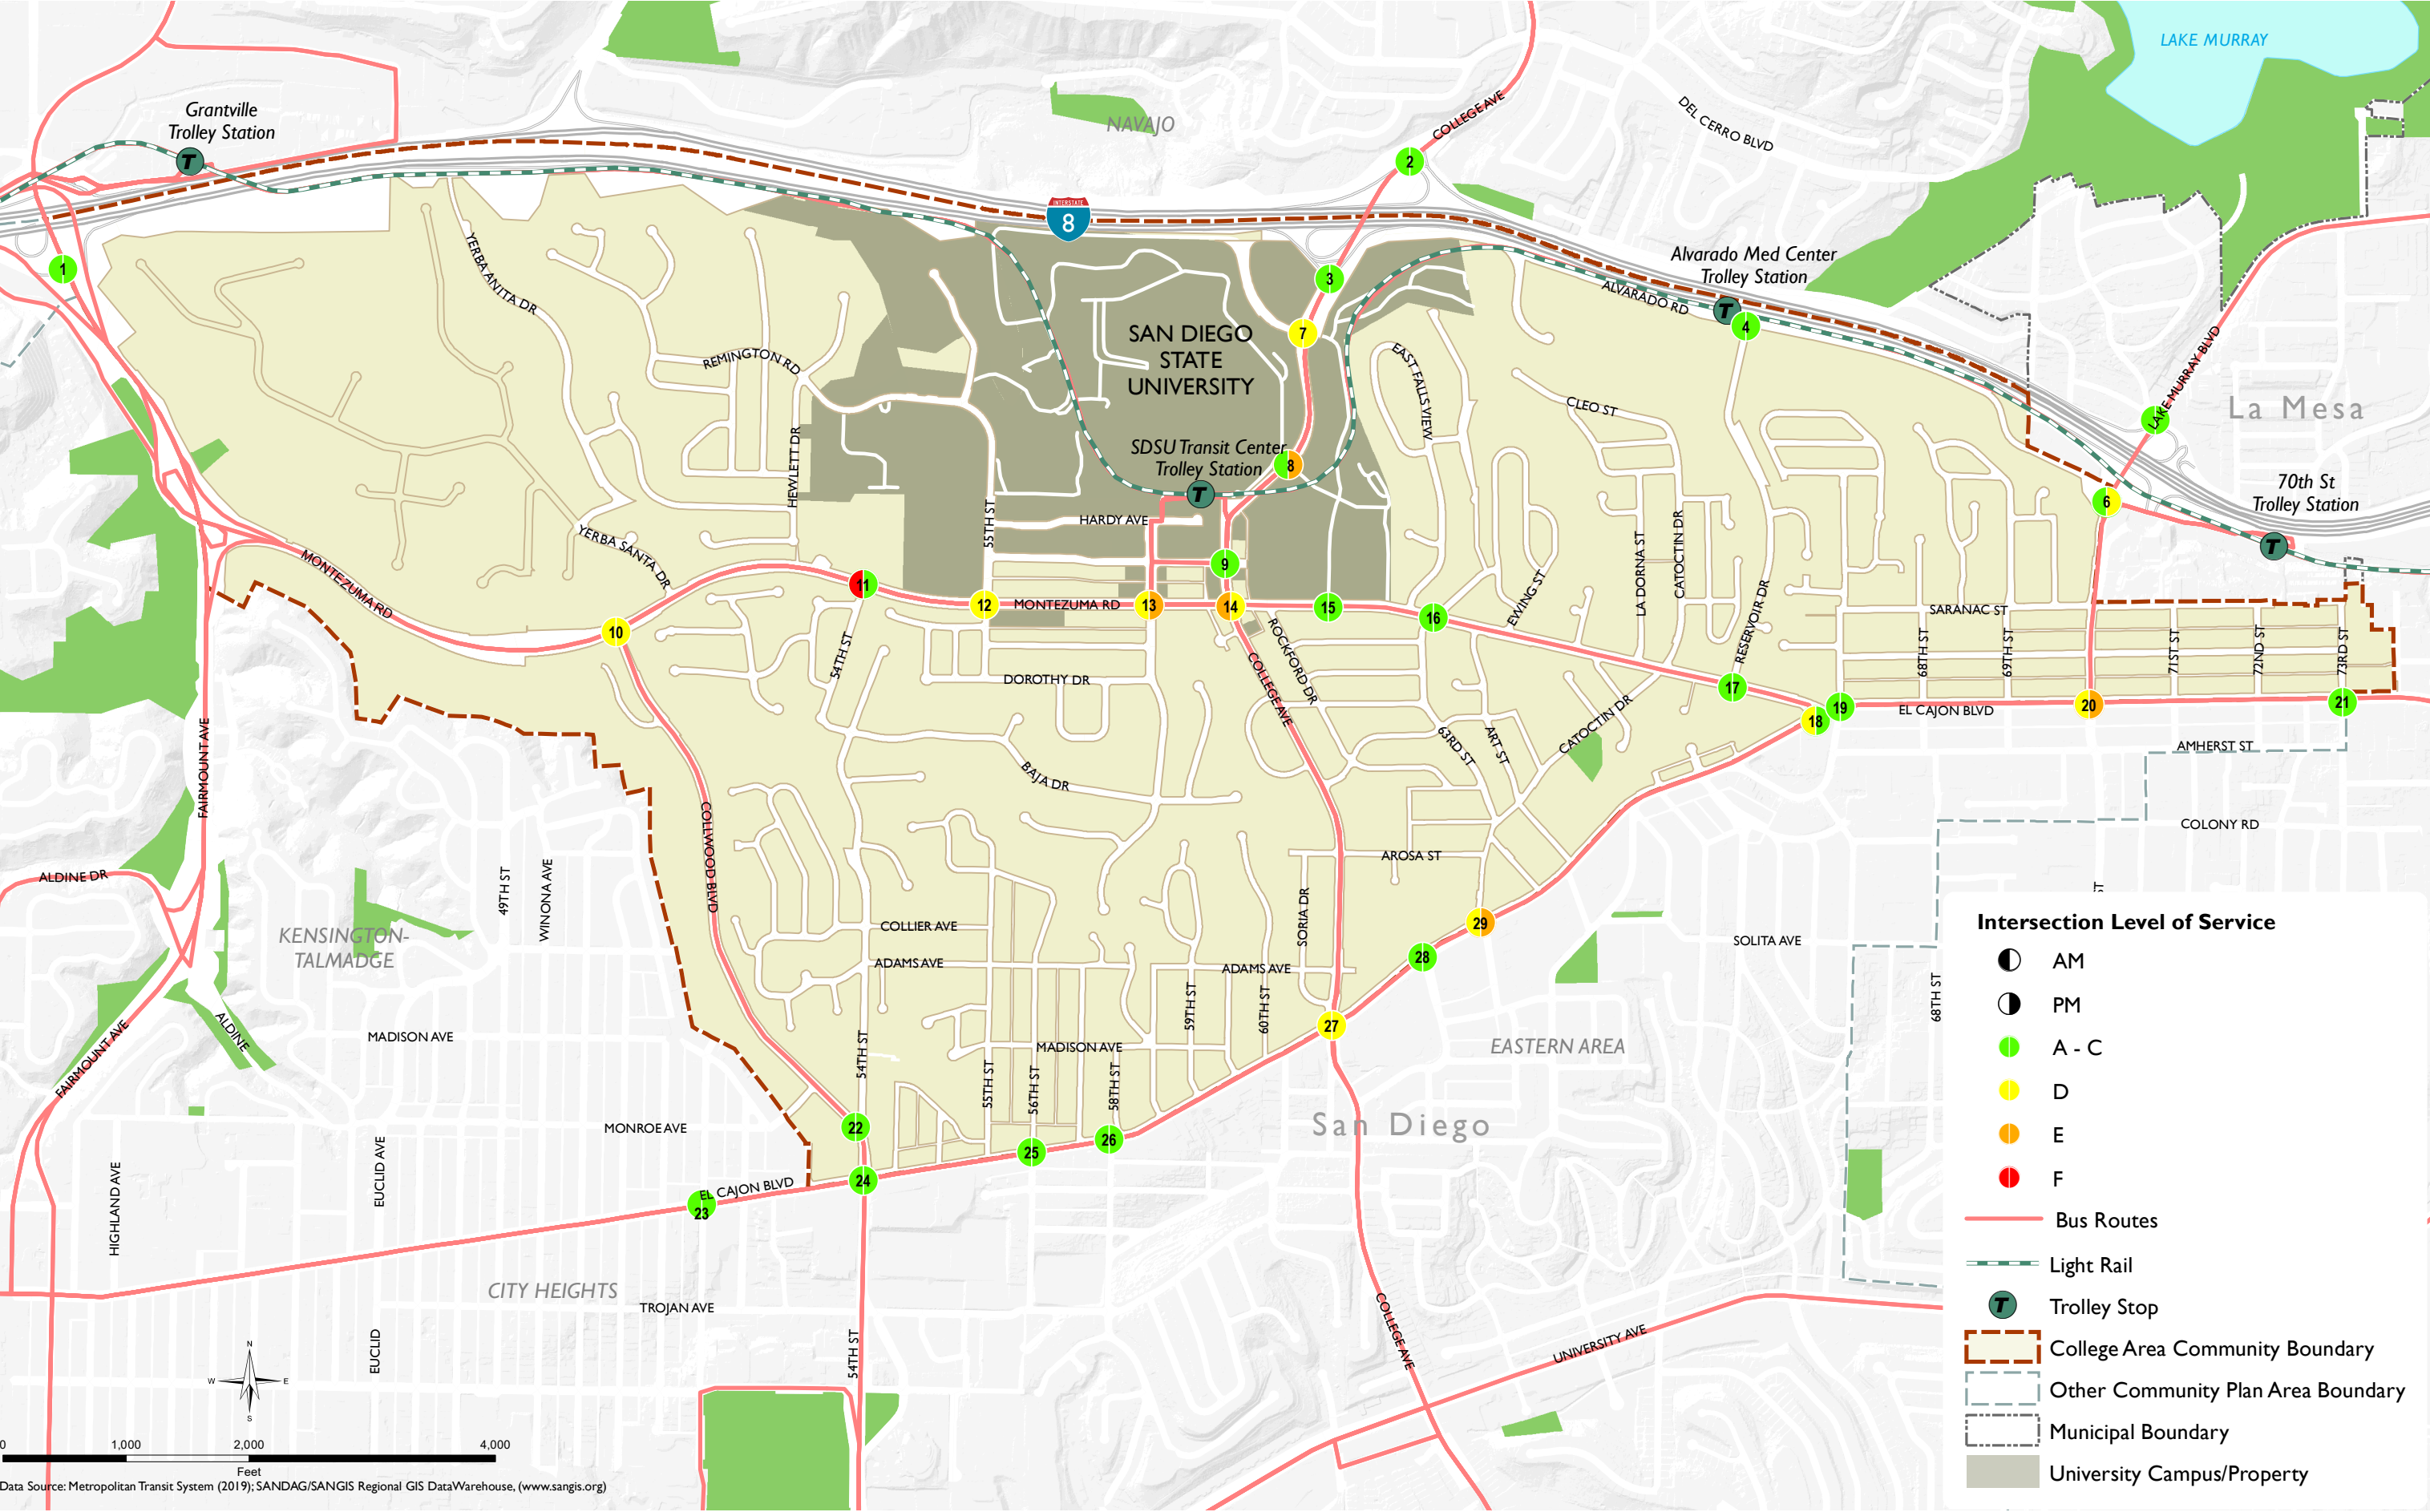 LAKE MURRAY
Grantville
Trolley Station
NAVAJO
COLLEGE AVE
DEL CERRO BLVD
2
INTERSTATE
8
T
1
YERBA ANITA DR
3
Alvarado Med Center
Trolley Station
ALVARADO RD
T
4
7
SAN DIEGO
STATE
UNIVERSITY
REMINGTON RD
EAST FALLSVIEW
CLEO ST
LAKE MURRAY BLVD
La Mesa
HEWLETT DR
SDSU Transit Center
Trolley Station
8
T
70th St
Trolley Station
6
T
55TH ST
HARDY AVE
YERBA SANTA DR
MONTEZUMA RD
9
11
12
MONTEZUMA RD
13
14
15
16
EWING ST
LA DORNA ST
CATOCTIN DR
RESERVOIR DR
SARANAC ST
10
54TH ST
DOROTHY DR
COLLEGE AVE
ROCKFORD DR
17
68TH ST
69TH ST
71ST ST
72ND ST
73RD ST
18
19
EL CAJON BLVD
20
21
FAIRMOUNT AVE
63RD ST
ART ST
CATOCTIN DR
AMHERST ST
BAJA DR
COLLWOOD BLVD
COLONY RD
AROSA ST
ALDINE DR
49TH ST
WINONA AVE
KENSINGTON-
TALMADGE
COLLIER AVE
ADAMS AVE
ADAMS AVE
SORIA DR
29
28
SOLITA AVE
68TH ST
ST
59TH ST
60TH ST
27
ALDINE
FAIRMOUNT AVE
MADISON AVE
54TH ST
MADISON AVE
55TH ST
56TH ST
58TH ST
EASTERN AREA
San Diego
MONROE AVE
22
26
25
24
HIGHLAND AVE
EUCLID AVE
EL CAJON BLVD
23
CITY HEIGHTS
TROJAN AVE
EUCLID
54TH ST
COLLEGE AVE
UNIVERSITY AVE
Intersection Level of Service
AM
PM
A - C
D
E
F
Bus Routes
Light Rail
T
Trolley Stop
College Area Community Boundary
Other Community Plan Area Boundary
Municipal Boundary
University Campus/Property
N
W
E
S
0
1,000
2,000
4,000
Feet
Data Source: Metropolitan Transit System (2019); SANDAG/SANGIS Regional GIS DataWarehouse, (www.sangis.org)